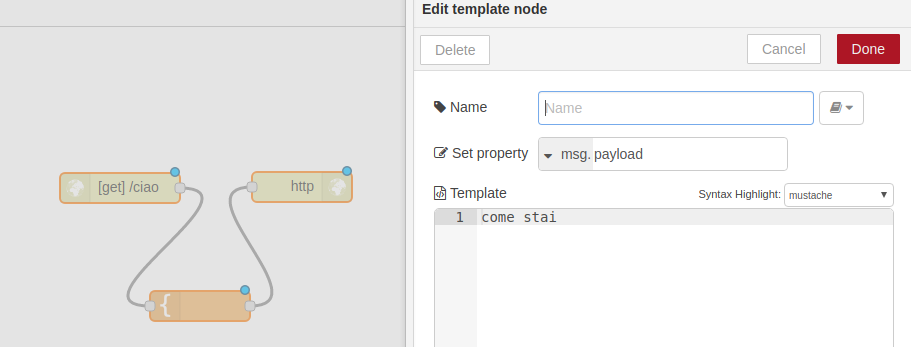 Edit template node
Delete
Cancel
Done
Name
Name
Set property
msg. payload
Template
Syntax Highlight:
mustache
1
come stai
[get] /ciao
http
{